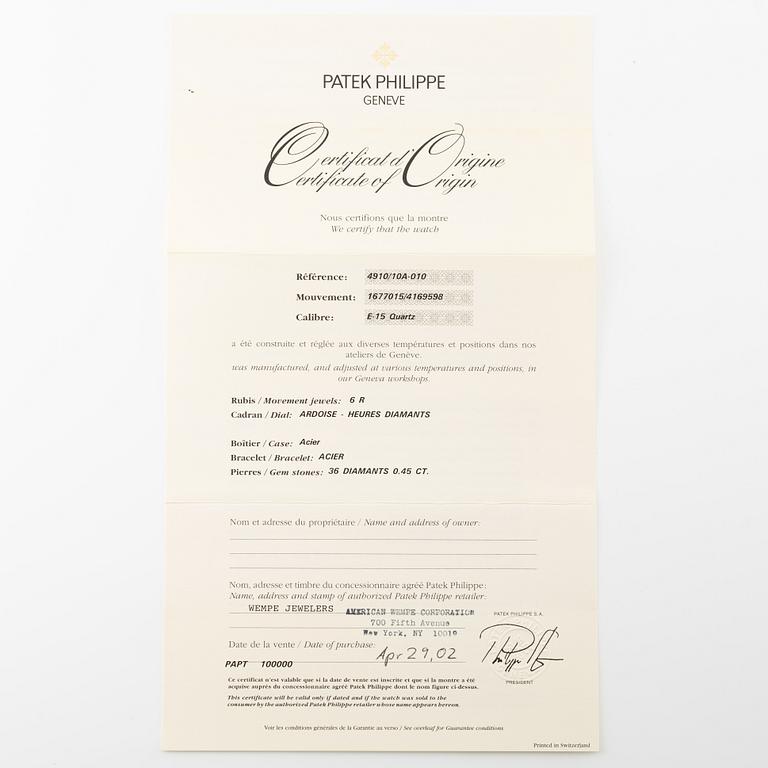 PATEK PHILIPPE
GENEVE
Certificat d'Origine
Certificate of Origin
Nous certifions que la montre
We certify that the watch
Référence: 4910/10A-010
Mouvement: 1677015/4169598
Calibre: E-15 Quartz
a été construite et réglée aux diverses températures et positions dans nos
ateliers de Genève.
was manufactured, and adjusted at various temperatures and positions, in
our Geneva workshops.
Rubis / Movement jewels: 6 R
Cadran / Dial: ARDOISE - HEURES DIAMANTS
Boîtier / Case: Acier
Bracelet / Bracelet: ACIER
Pierres / Gem stones: 36 DIAMANTS 0.45 CT.
Nom et adresse du propriétaire / Name and address of owner:
Nom, adresse et timbre du concessionnaire agréé Patek Philippe:
Name, address and stamp of authorized Patek Philippe retailer:
WEMPE JEWELERS AMERICAN WEMPE CORPORATION
700 Fifth Avenue
New York, NY 10019
PATEK PHILIPPE S.A.
Date de la vente / Date of purchase: Apr 29, 02
PAPT 100000
PRESIDENT
Ce certificat n'est valable que si la date de vente est inscrite et que si la montre a été
acquise auprès du concessionnaire agréé Patek Philippe dont le nom figure ci-dessus.
This certificate will be valid only if dated and if the watch was sold to the
consumer by the authorized Patek Philippe retailer whose name appears hereon.
Voir les conditions générales de la Garantie au verso / See overleaf for Guarantee conditions
Printed in Switzerland